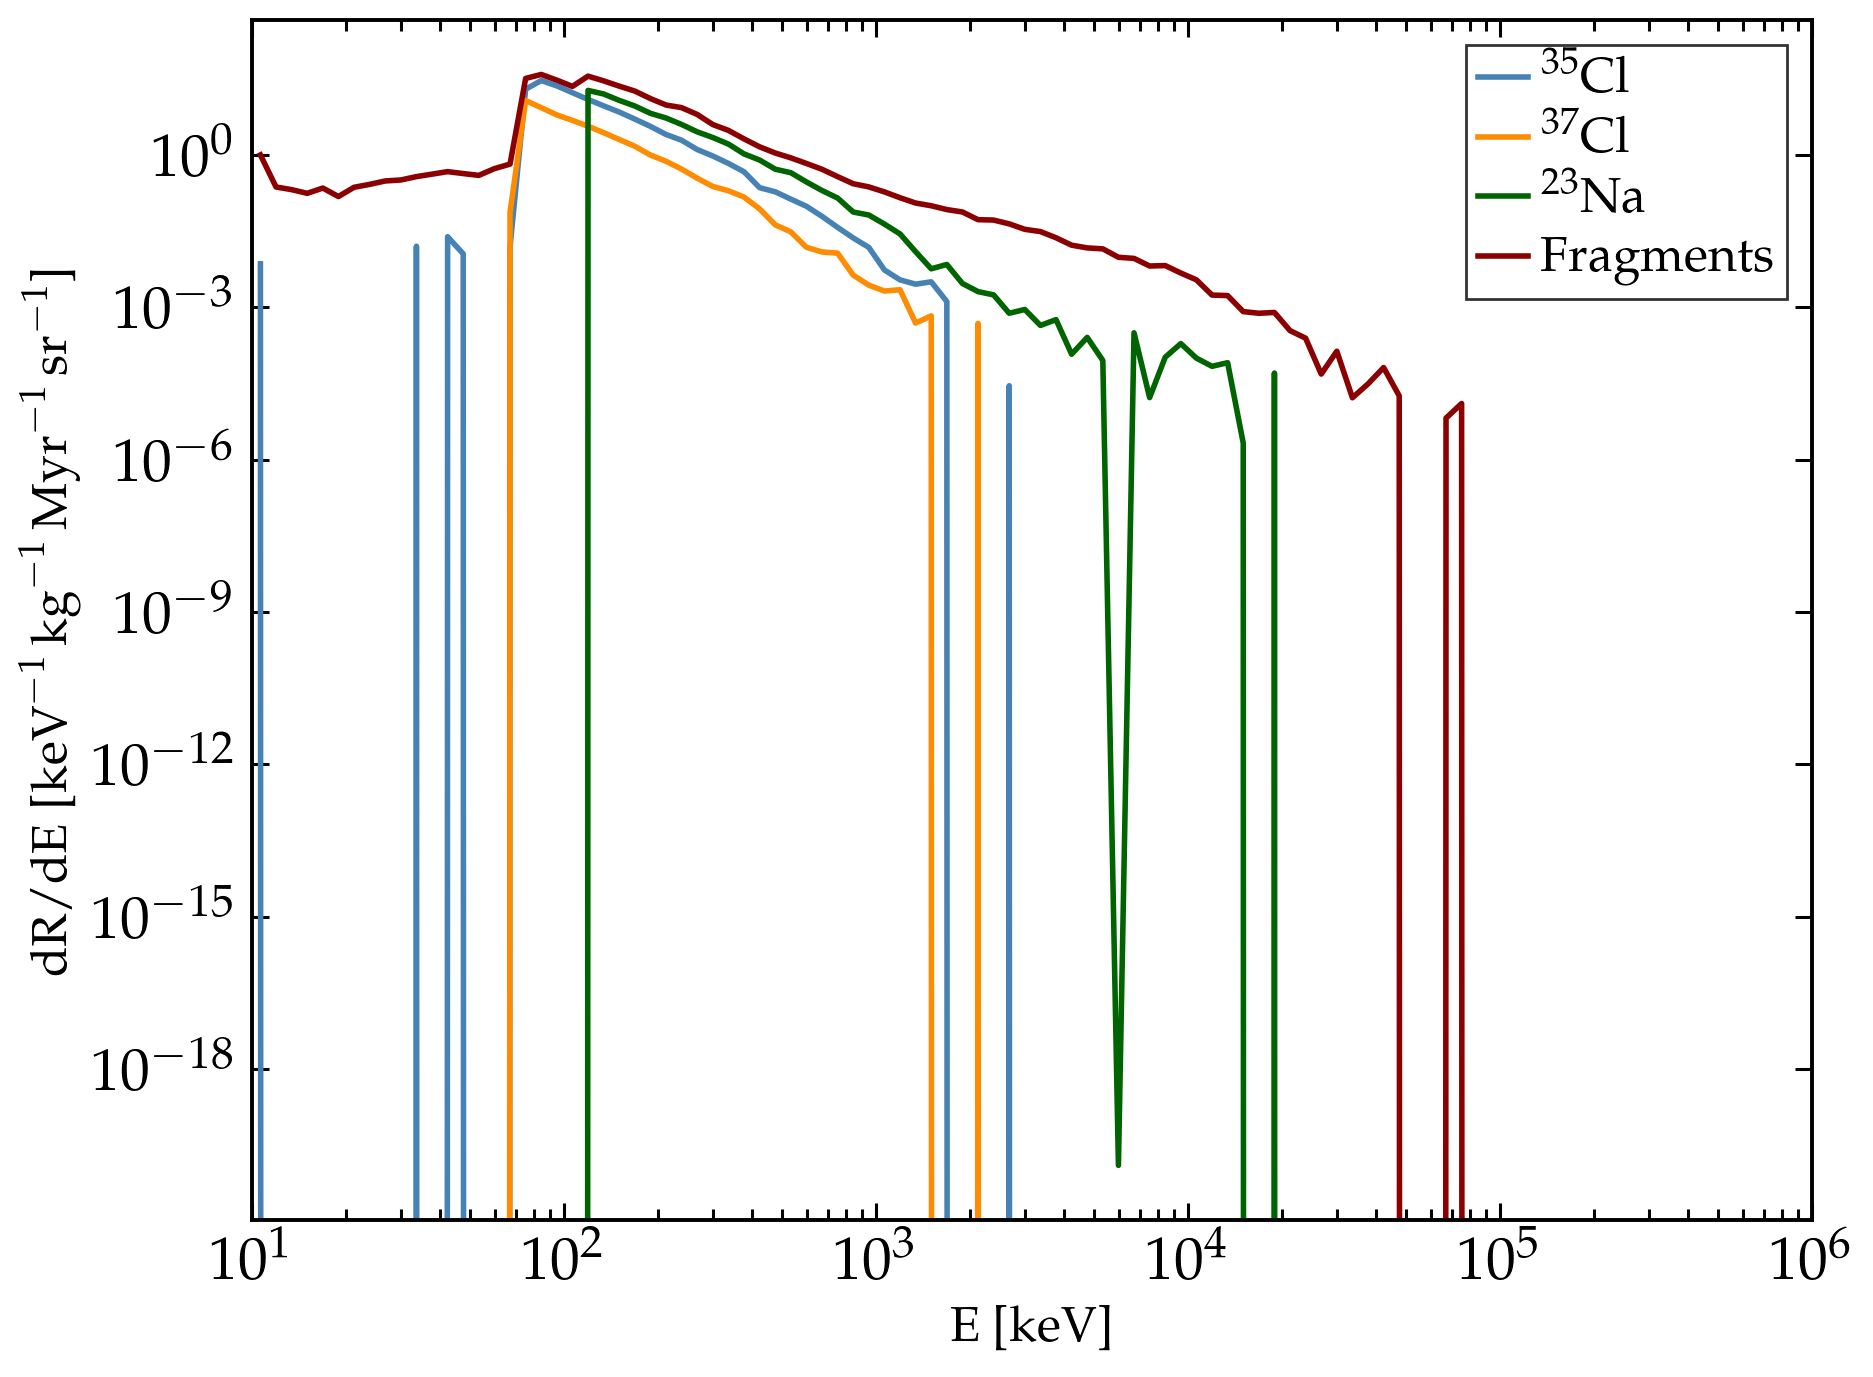 ³⁵Cl
³⁷Cl
²³Na
Fragments
10⁰
10⁻³
10⁻⁶
10⁻⁹
10⁻¹²
10⁻¹⁵
10⁻¹⁸
dR/dE [keV⁻¹ kg⁻¹ Myr⁻¹ sr⁻¹]
10¹ 10² 10³ 10⁴ 10⁵ 10⁶
E [keV]